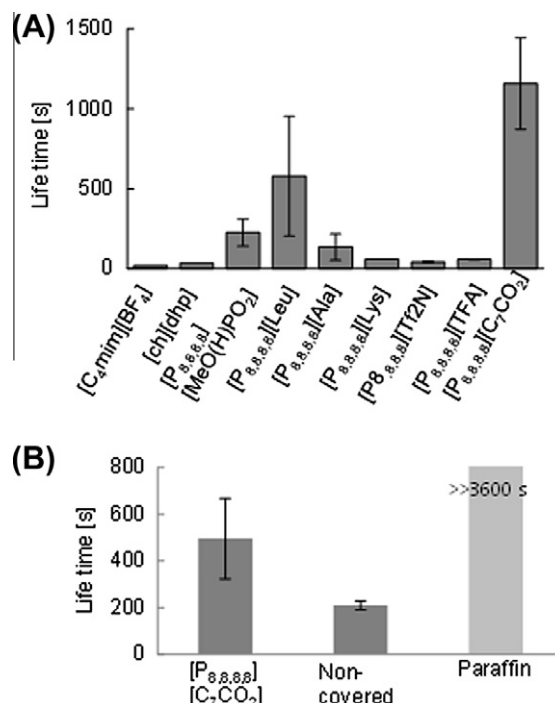 (A)
1500
1000
500
0
Life time [s]
[C₄mim][BF₄]
[ch][dhp]
[P₈,₈,₈,₈]
[MeO(H)PO₂]
[P₈,₈,₈,₈][Leu]
[P₈,₈,₈,₈][Ala]
[P₈,₈,₈,₈][Lys]
[P8,₈,₈,₈][Tf2N]
[P₈,₈,₈,₈][TFA]
[P₈,₈,₈,₈][C₇CO₂]
(B)
800
600
400
200
0
Life time [s]
>>3600 s
[P₈,₈,₈,₈]
[C₇CO₂]
Non-
covered
Paraffin